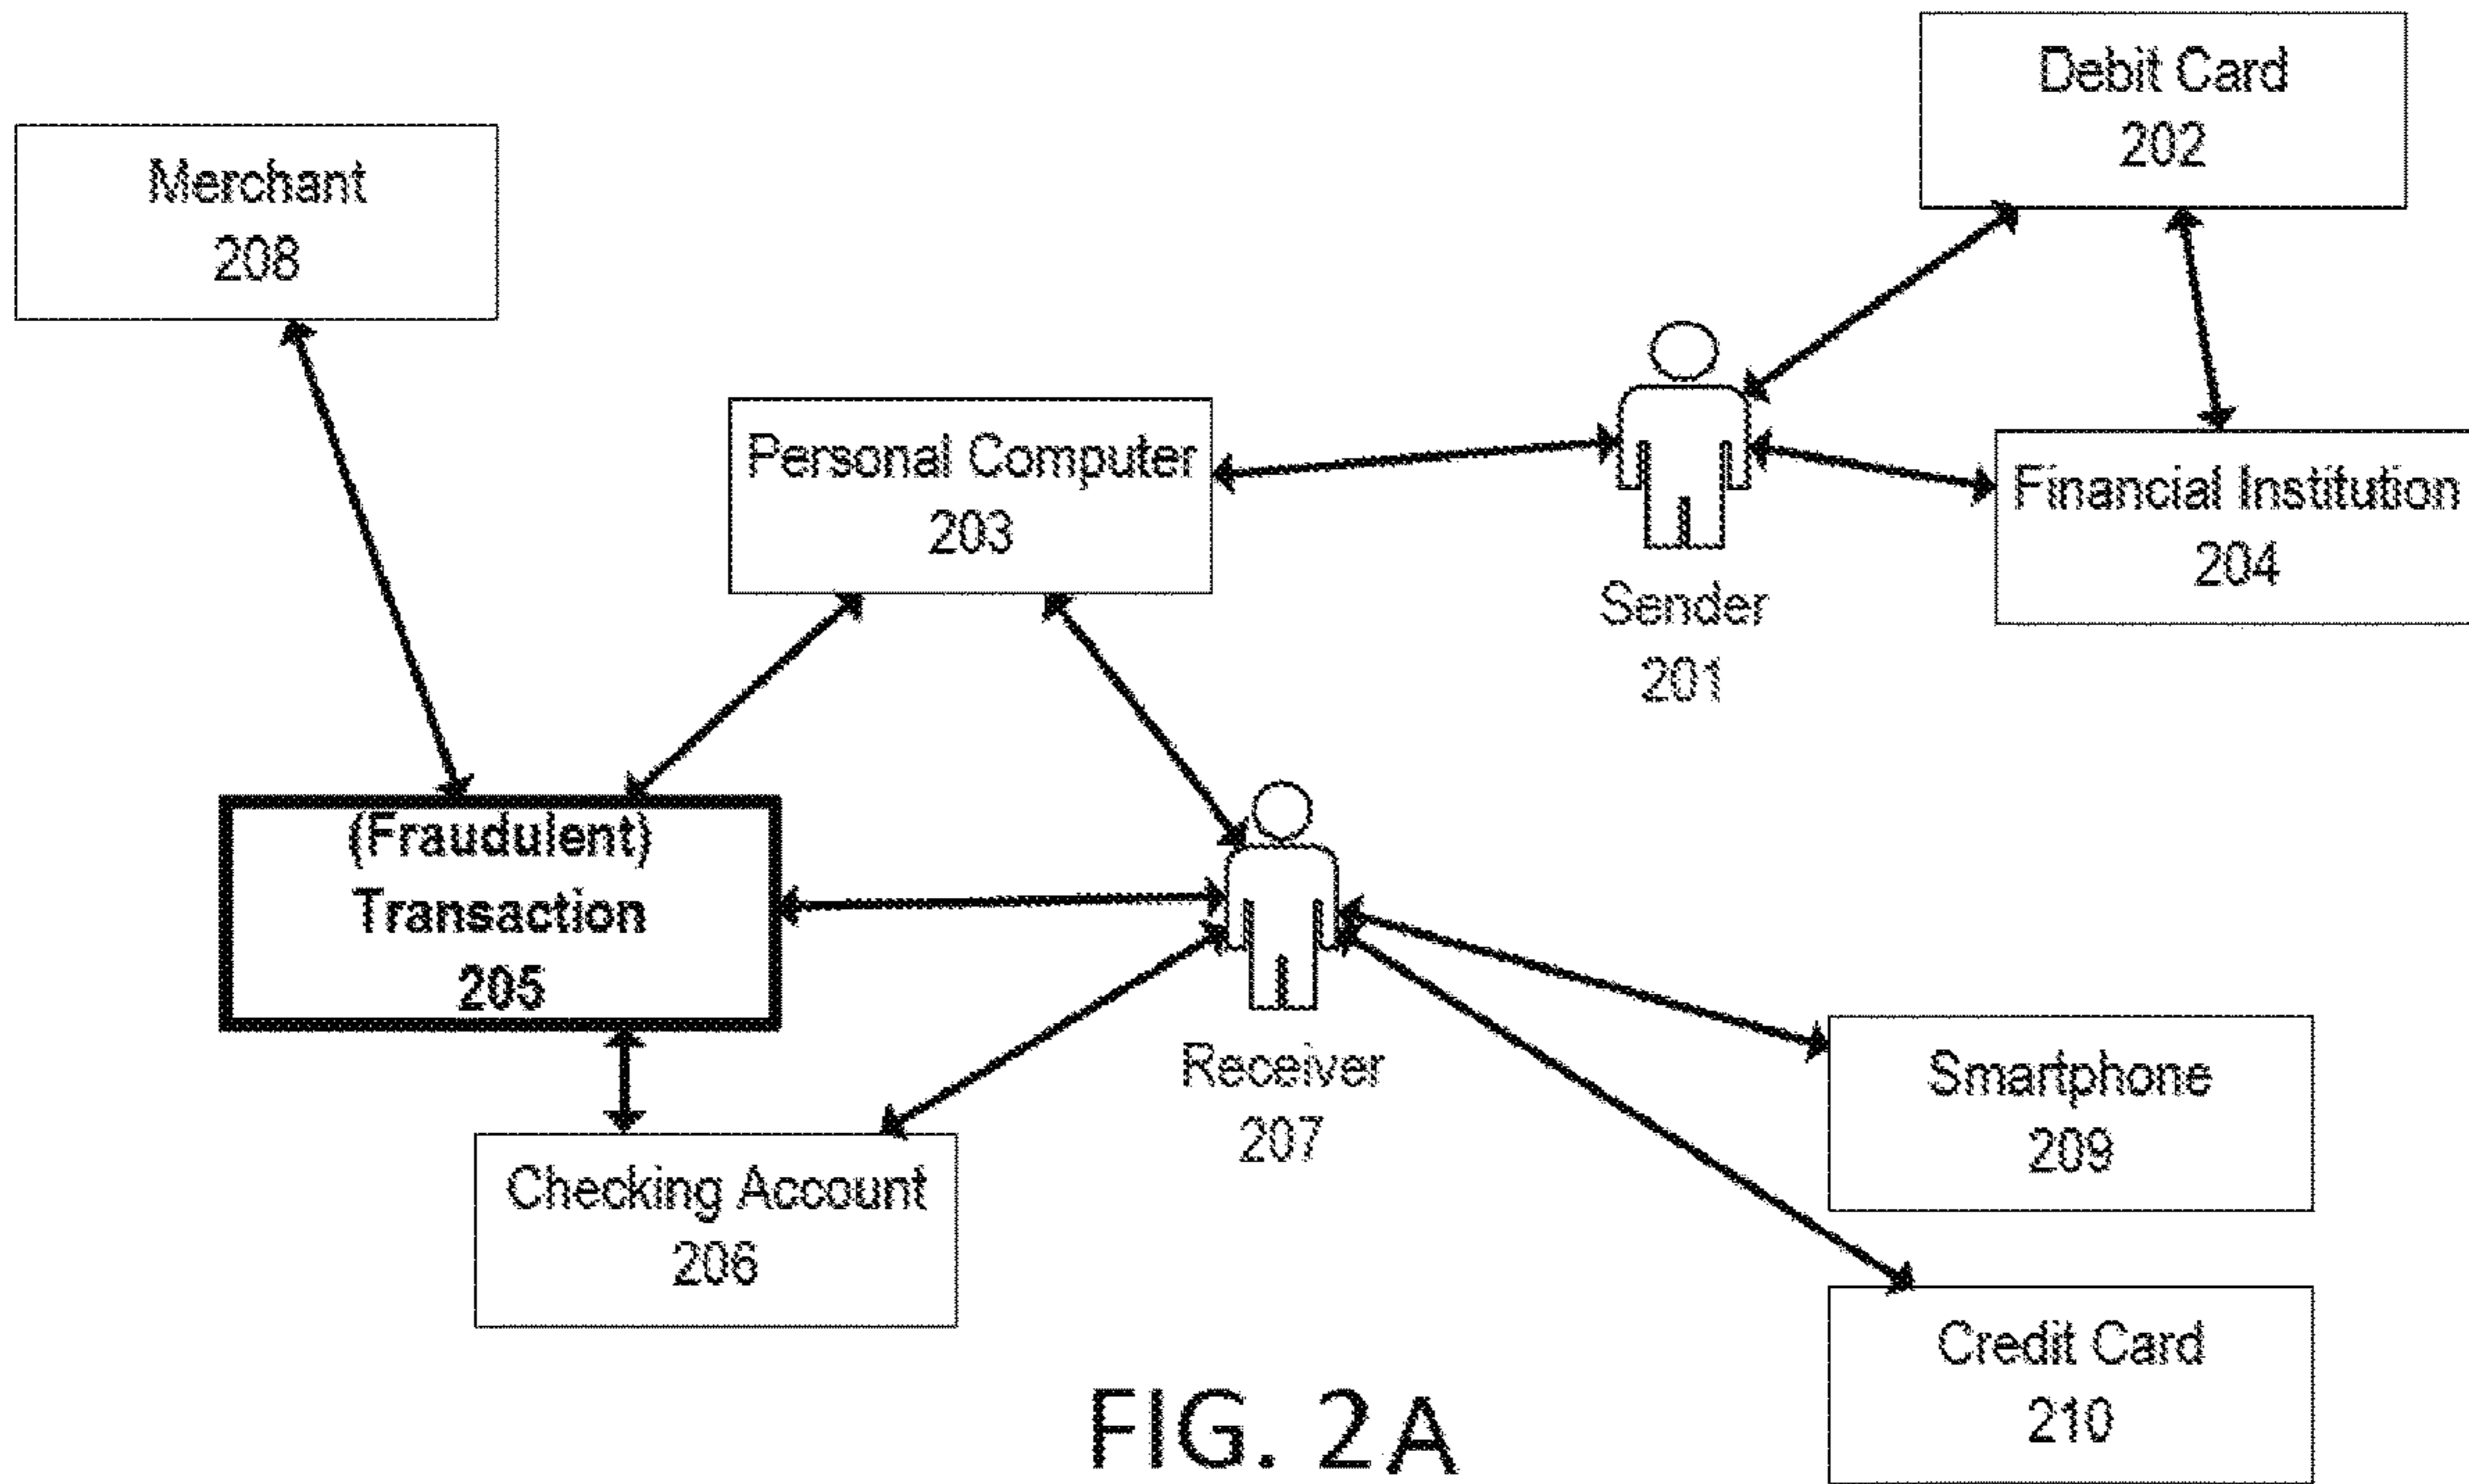 Debit Card
202
Merchant
208
Personal Computer
203
Financial Institution
204
Sender
201
(Fraudulent)
Transaction
205
Receiver
207
Smartphone
209
Checking Account
206
Credit Card
210
FIG. 2A